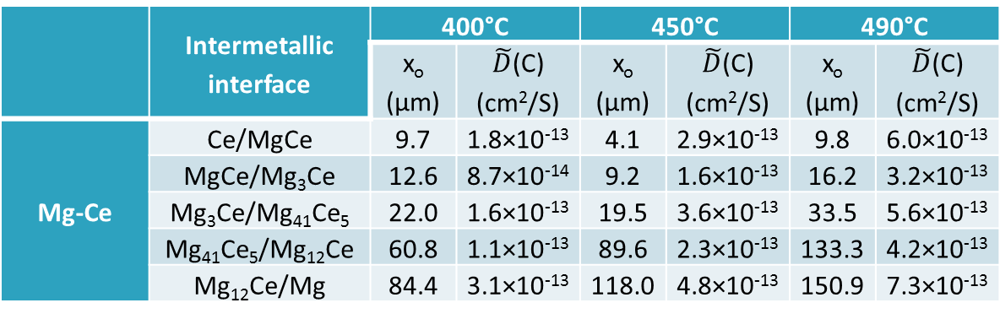 Intermetallic interface 400°C 450°C 490°C
xₒ (μm) D̃(C) (cm²/S) xₒ (μm) D̃(C) (cm²/S) xₒ (μm) D̃(C) (cm²/S)
Mg-Ce
Ce/MgCe 9.7 1.8×10⁻¹³ 4.1 2.9×10⁻¹³ 9.8 6.0×10⁻¹³
MgCe/Mg₃Ce 12.6 8.7×10⁻¹⁴ 9.2 1.6×10⁻¹³ 16.2 3.2×10⁻¹³
Mg₃Ce/Mg₄₁Ce₅ 22.0 1.6×10⁻¹³ 19.5 3.6×10⁻¹³ 33.5 5.6×10⁻¹³
Mg₄₁Ce₅/Mg₁₂Ce 60.8 1.1×10⁻¹³ 89.6 2.3×10⁻¹³ 133.3 4.2×10⁻¹³
Mg₁₂Ce/Mg 84.4 3.1×10⁻¹³ 118.0 4.8×10⁻¹³ 150.9 7.3×10⁻¹³